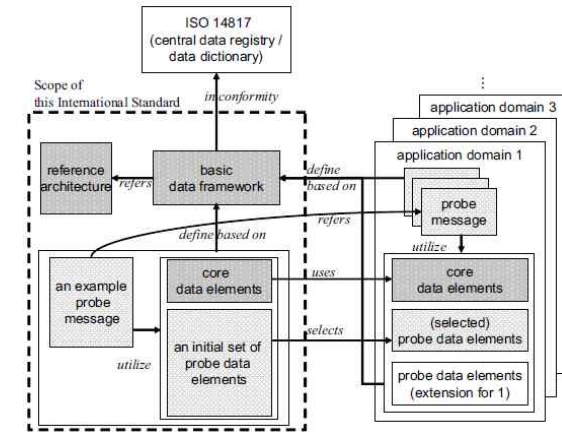 ISO 14817
(central data registry /
data dictionary)
Scope of
this International Standard
in conformity
⋮
application domain 3
application domain 2
application domain 1
reference
architecture
refers
basic
data framework
define
based on
probe
message
define based on
refers
utilize
an example
probe
message
core
data elements
uses
core
data elements
utilize
an initial set of
probe data
elements
selects
(selected)
probe data elements
probe data elements
(extension for 1)